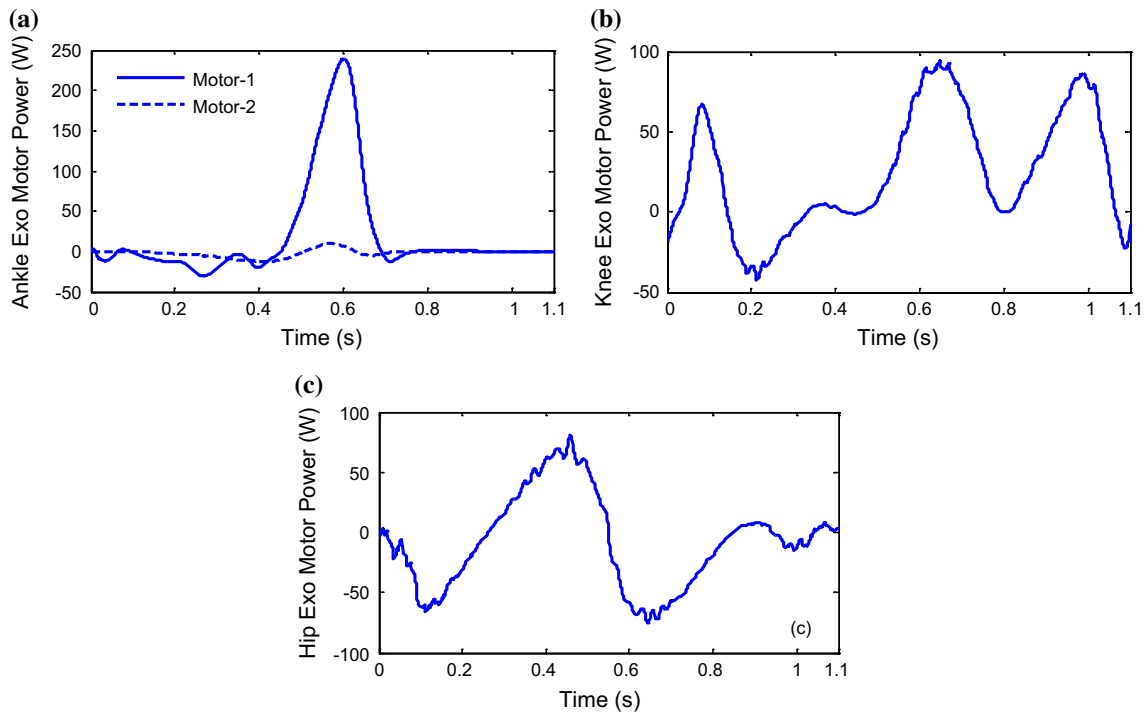 (a)
Ankle Exo Motor Power (W)
250
200
150
100
50
0
-50
Motor-1
Motor-2
0 0.2 0.4 0.6 0.8 1 1.1
Time (s)
(b)
Knee Exo Motor Power (W)
100
50
0
-50
0 0.2 0.4 0.6 0.8 1 1.1
Time (s)
(c)
Hip Exo Motor Power (W)
100
50
0
-50
-100
(c)
0 0.2 0.4 0.6 0.8 1 1.1
Time (s)